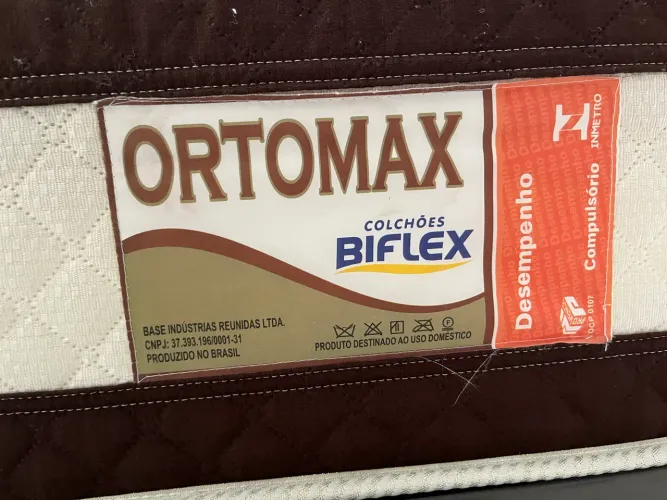 ORTOMAX
COLCHÕES
BIFLEX
BASE INDÚSTRIAS REUNIDAS LTDA.
CNPJ: 37.393.196/0001-31
PRODUZIDO NO BRASIL
PRODUTO DESTINADO AO USO DOMÉSTICO
Desempenho
Compulsório
INMETRO
OCP 0107